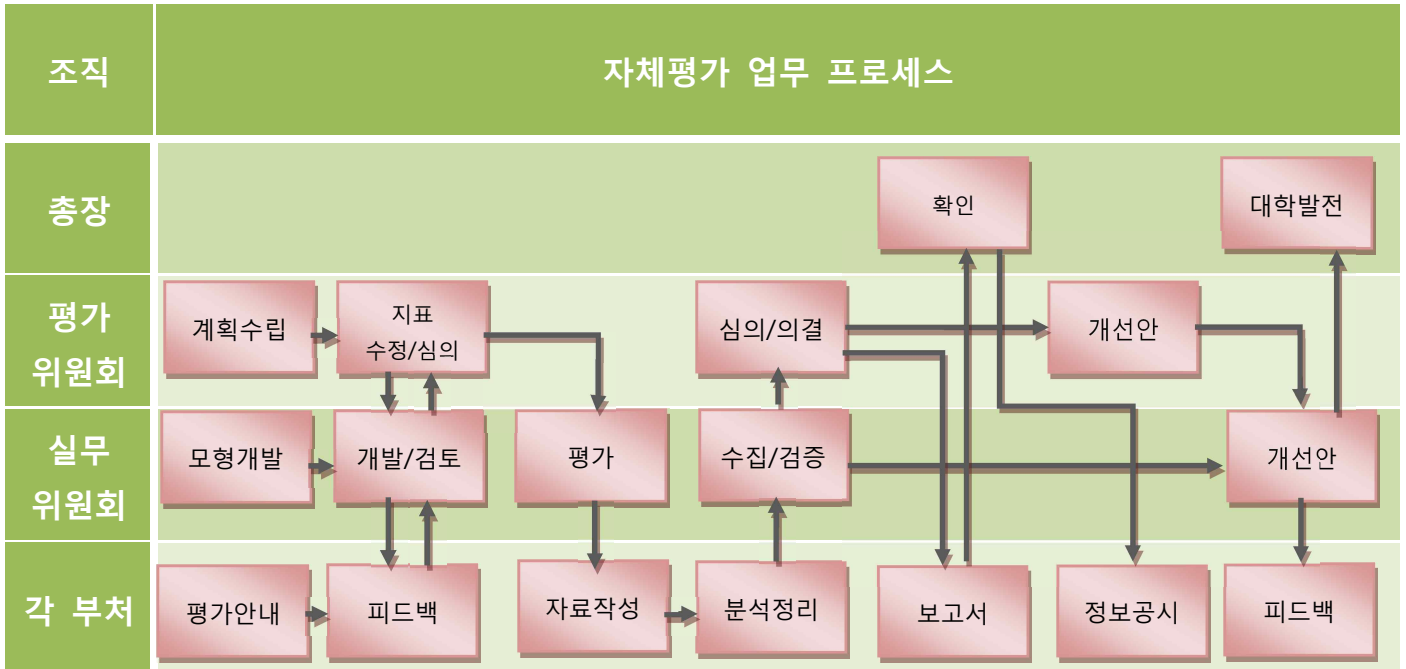 조직
자체평가 업무 프로세스
총장
확인
대학발전
평가
위원회
계획수립
지표
수정/심의
심의/의결
개선안
실무
위원회
모형개발
개발/검토
평가
수집/검증
개선안
각 부처
평가안내
피드백
자료작성
분석정리
보고서
정보공시
피드백